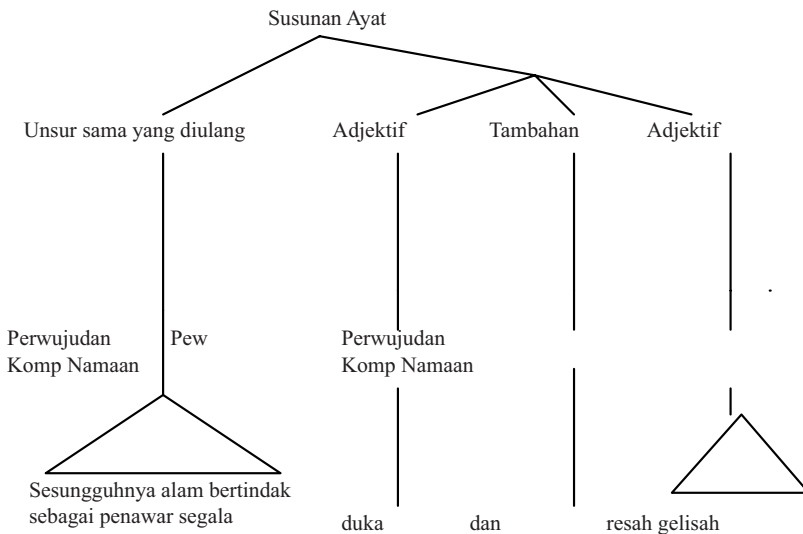 Susunan Ayat
Unsur sama yang diulang Adjektif Tambahan Adjektif
Perwujudan Pew Perwujudan
Komp Namaan Komp Namaan
Sesungguhnya alam bertindak
sebagai penawar segala
duka dan resah gelisah